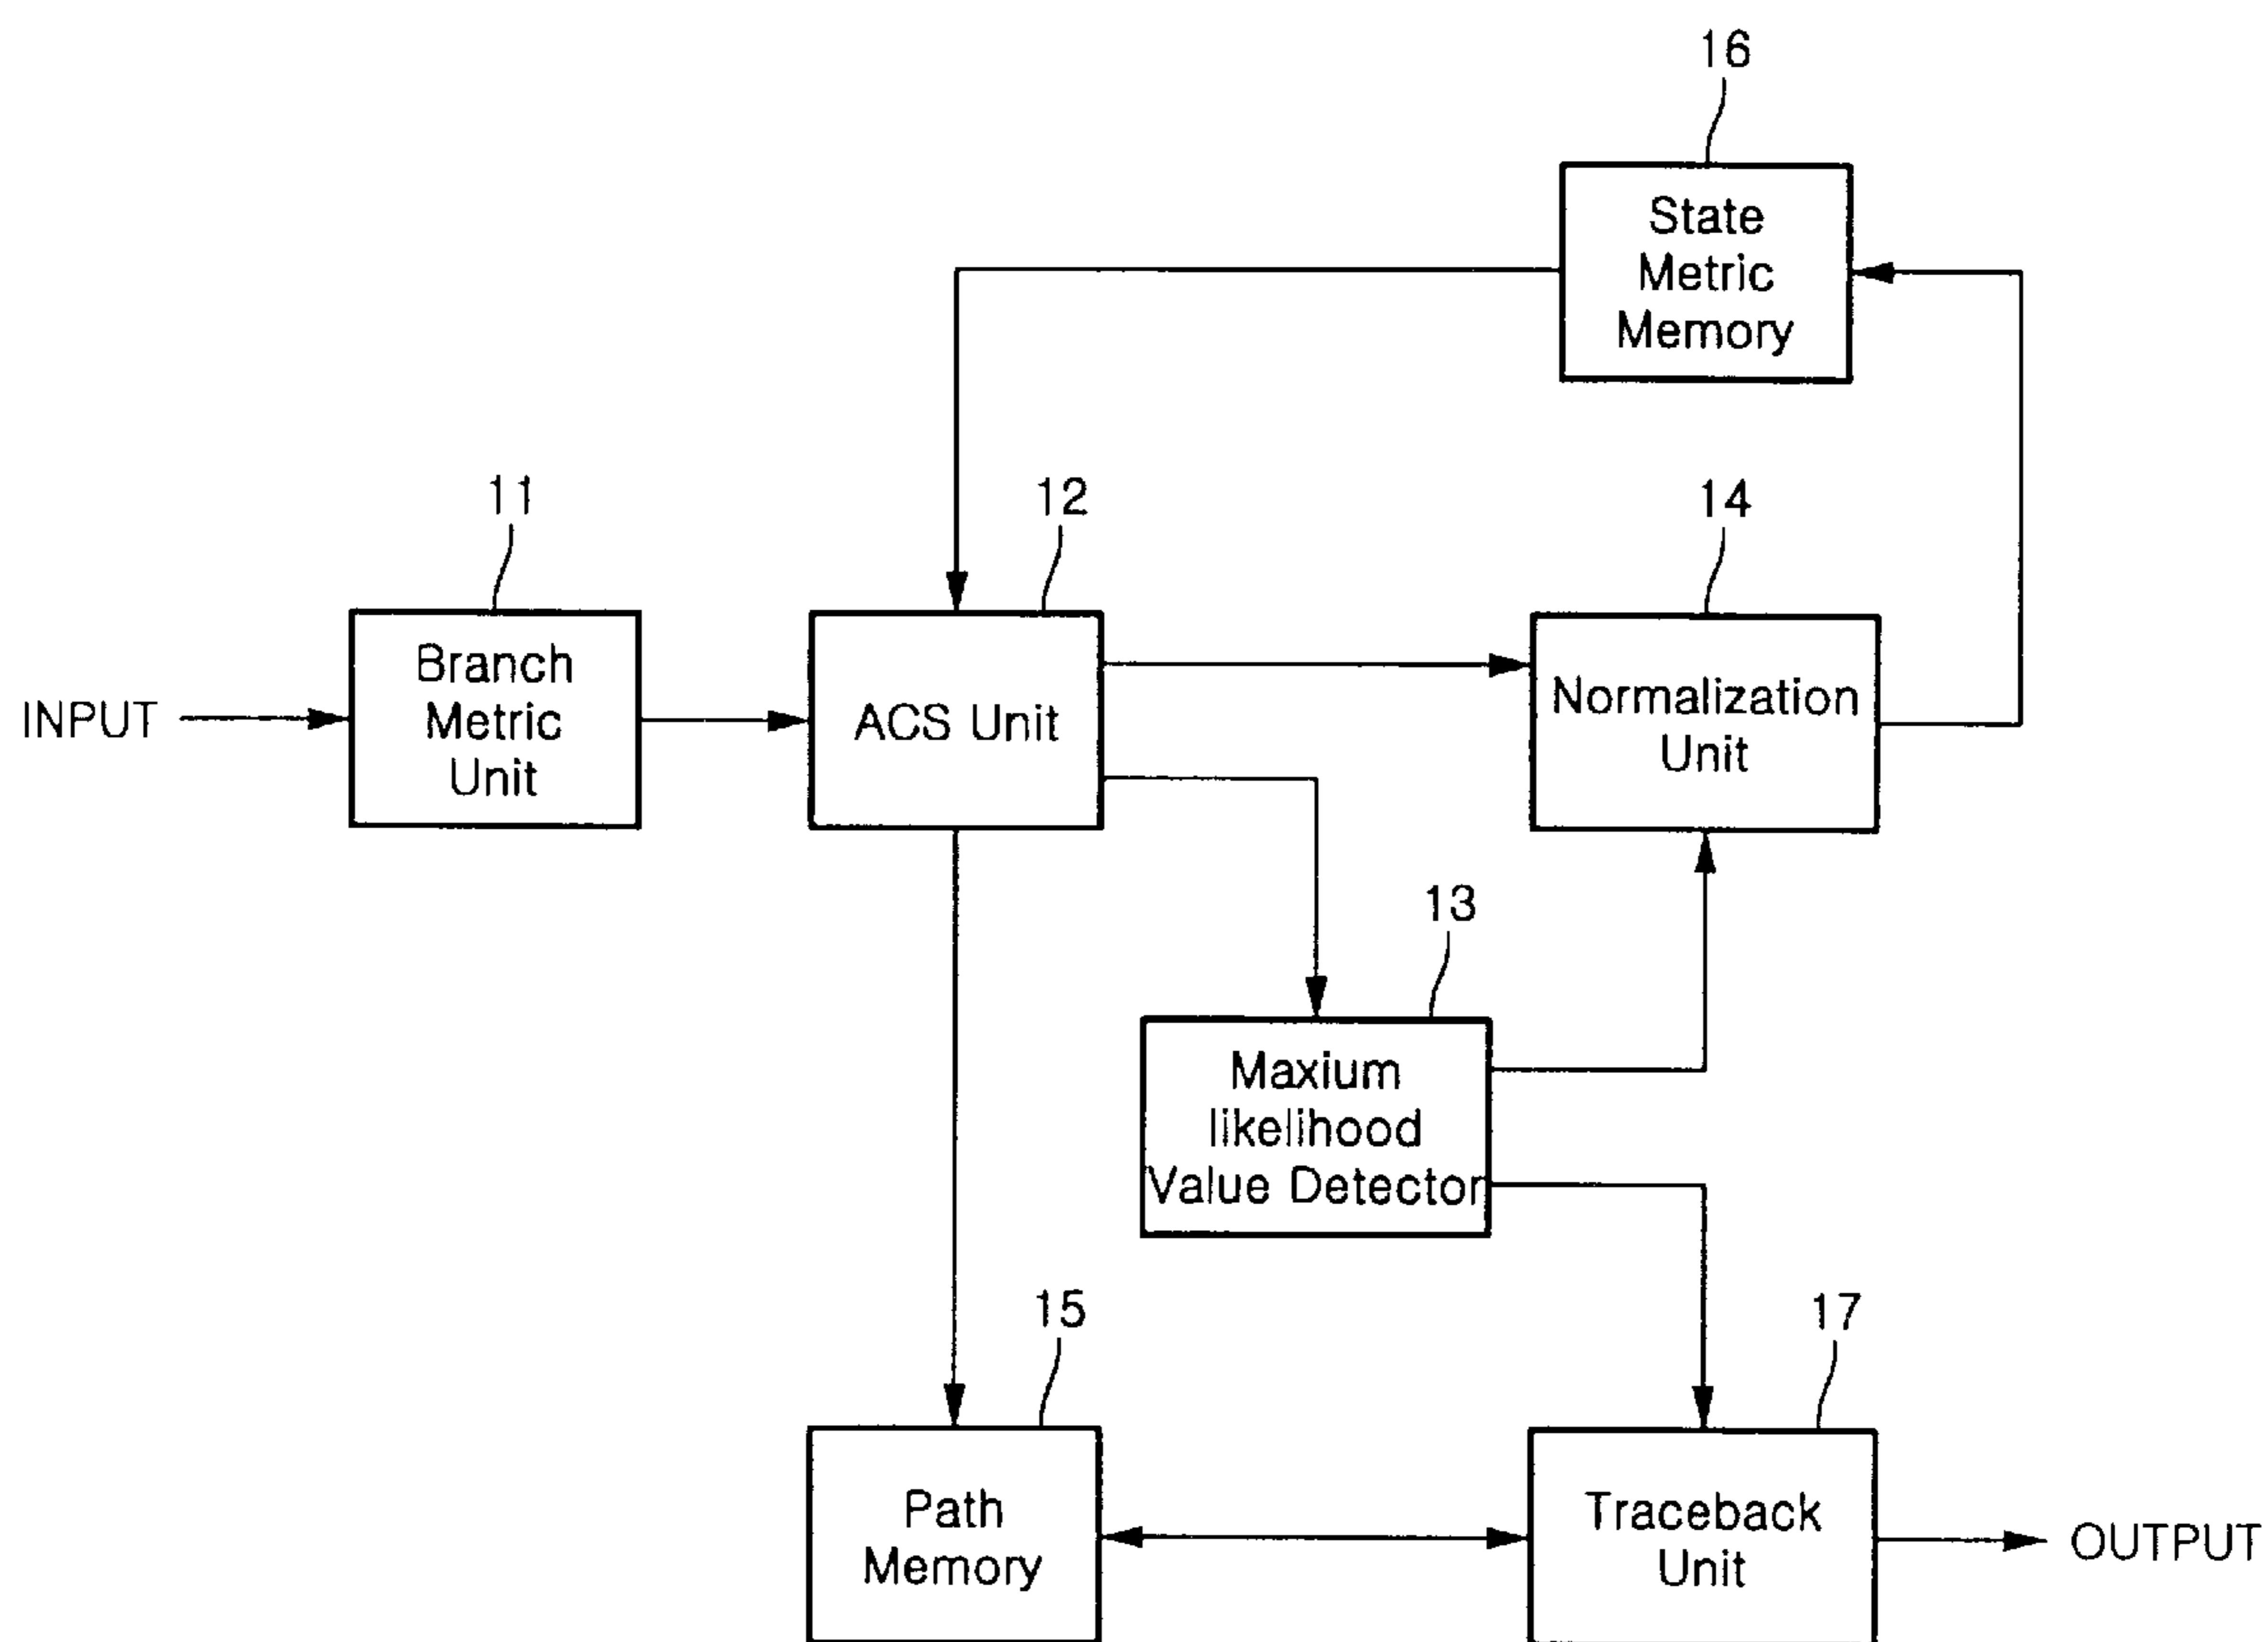 16
State
Metric
Memory
11
12
14
INPUT
Branch
Metric
Unit
ACS Unit
Normalization
Unit
13
Maxium
likelihood
Value Detector
15
17
Path
Memory
Traceback
Unit
OUTPUT